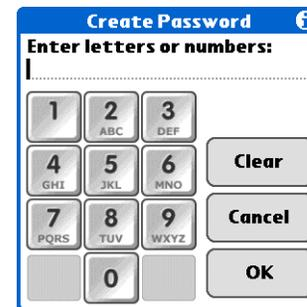 Create Password
Enter letters or numbers:
1 2 3
ABC DEF
4 5 6
GHI JKL MNO
Clear
7 8 9
PQRS TUV WXYZ
Cancel
0
OK